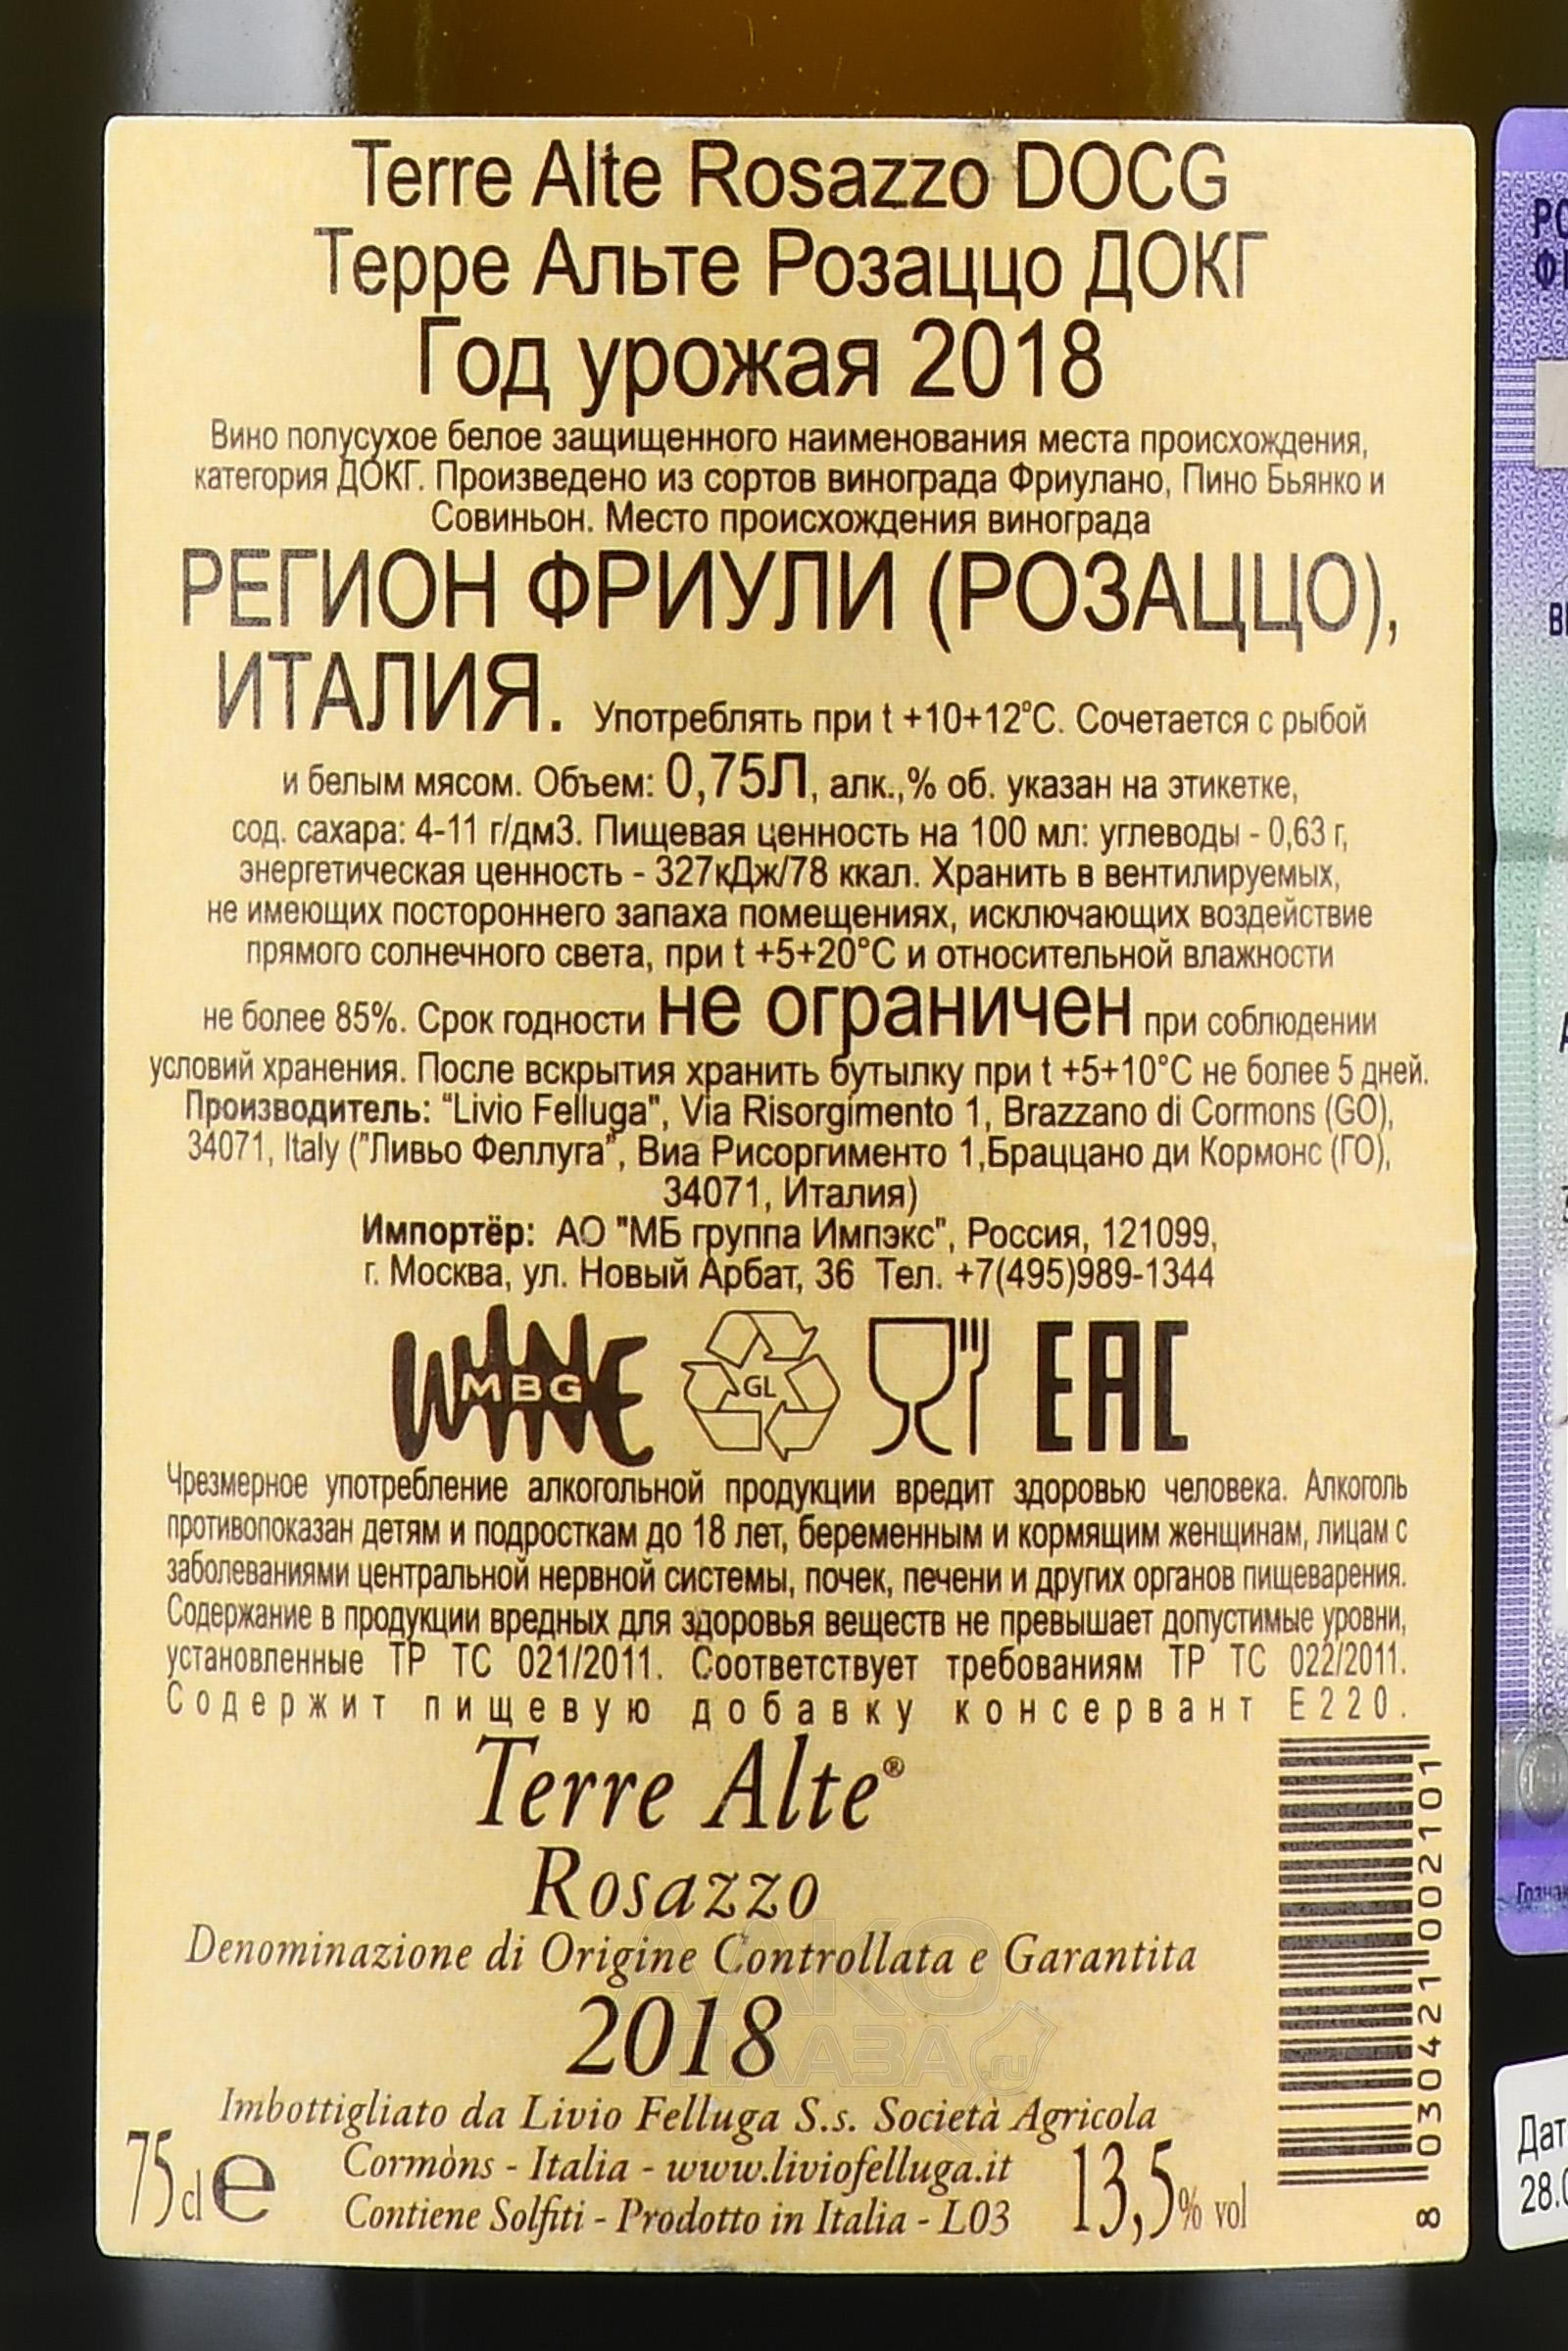 Terre Alte Rosazzo DOCG
Терре Альте Розаццо ДОКГ
Год урожая 2018
Вино полусухое белое защищенного наименования места происхождения,
категория ДОКГ. Произведено из сортов винограда Фриулано, Пино Бьянко и
Совиньон. Место происхождения винограда
РЕГИОН ФРИУЛИ (РОЗАЦЦО),
ИТАЛИЯ. Употреблять при t +10+12°C. Сочетается с рыбой
и белым мясом. Объем: 0,75Л, алк.,% об. указан на этикетке,
сод. сахара: 4-11 г/дм3. Пищевая ценность на 100 мл: углеводы - 0,63 г,
энергетическая ценность - 327кДж/78 ккал. Хранить в вентилируемых,
не имеющих постороннего запаха помещениях, исключающих воздействие
прямого солнечного света, при t +5+20°C и относительной влажности
не более 85%. Срок годности не ограничен при соблюдении
условий хранения. После вскрытия хранить бутылку при t +5+10°C не более 5 дней.
Производитель: "Livio Felluga", Via Risorgimento 1, Brazzano di Cormons (GO),
34071, Italy ("Ливьо Феллуга", Виа Рисоргименто 1,Браццано ди Кормонс (ГО),
34071, Италия)
Импортёр: АО "МБ группа Импэкс", Россия, 121099,
г. Москва, ул. Новый Арбат, 36 Тел. +7(495)989-1344
WINE MBG GL EAC
Чрезмерное употребление алкогольной продукции вредит здоровью человека. Алкоголь
противопоказан детям и подросткам до 18 лет, беременным и кормящим женщинам, лицам с
заболеваниями центральной нервной системы, почек, печени и других органов пищеварения.
Содержание в продукции вредных для здоровья веществ не превышает допустимые уровни,
установленные ТР ТС 021/2011. Соответствует требованиям ТР ТС 022/2011.
Содержит пищевую добавку консервант Е220.
Terre Alte®
Rosazzo
Denominazione di Origine Controllata e Garantita
2018
Imbottigliato da Livio Felluga S.s. Società Agricola
Cormòns - Italia - www.liviofelluga.it
Contiene Solfiti - Prodotto in Italia - L03
75cl e
13,5% vol
8 030421 002101
АЛКО
ПЛАЗА.ru
Дат
28.0